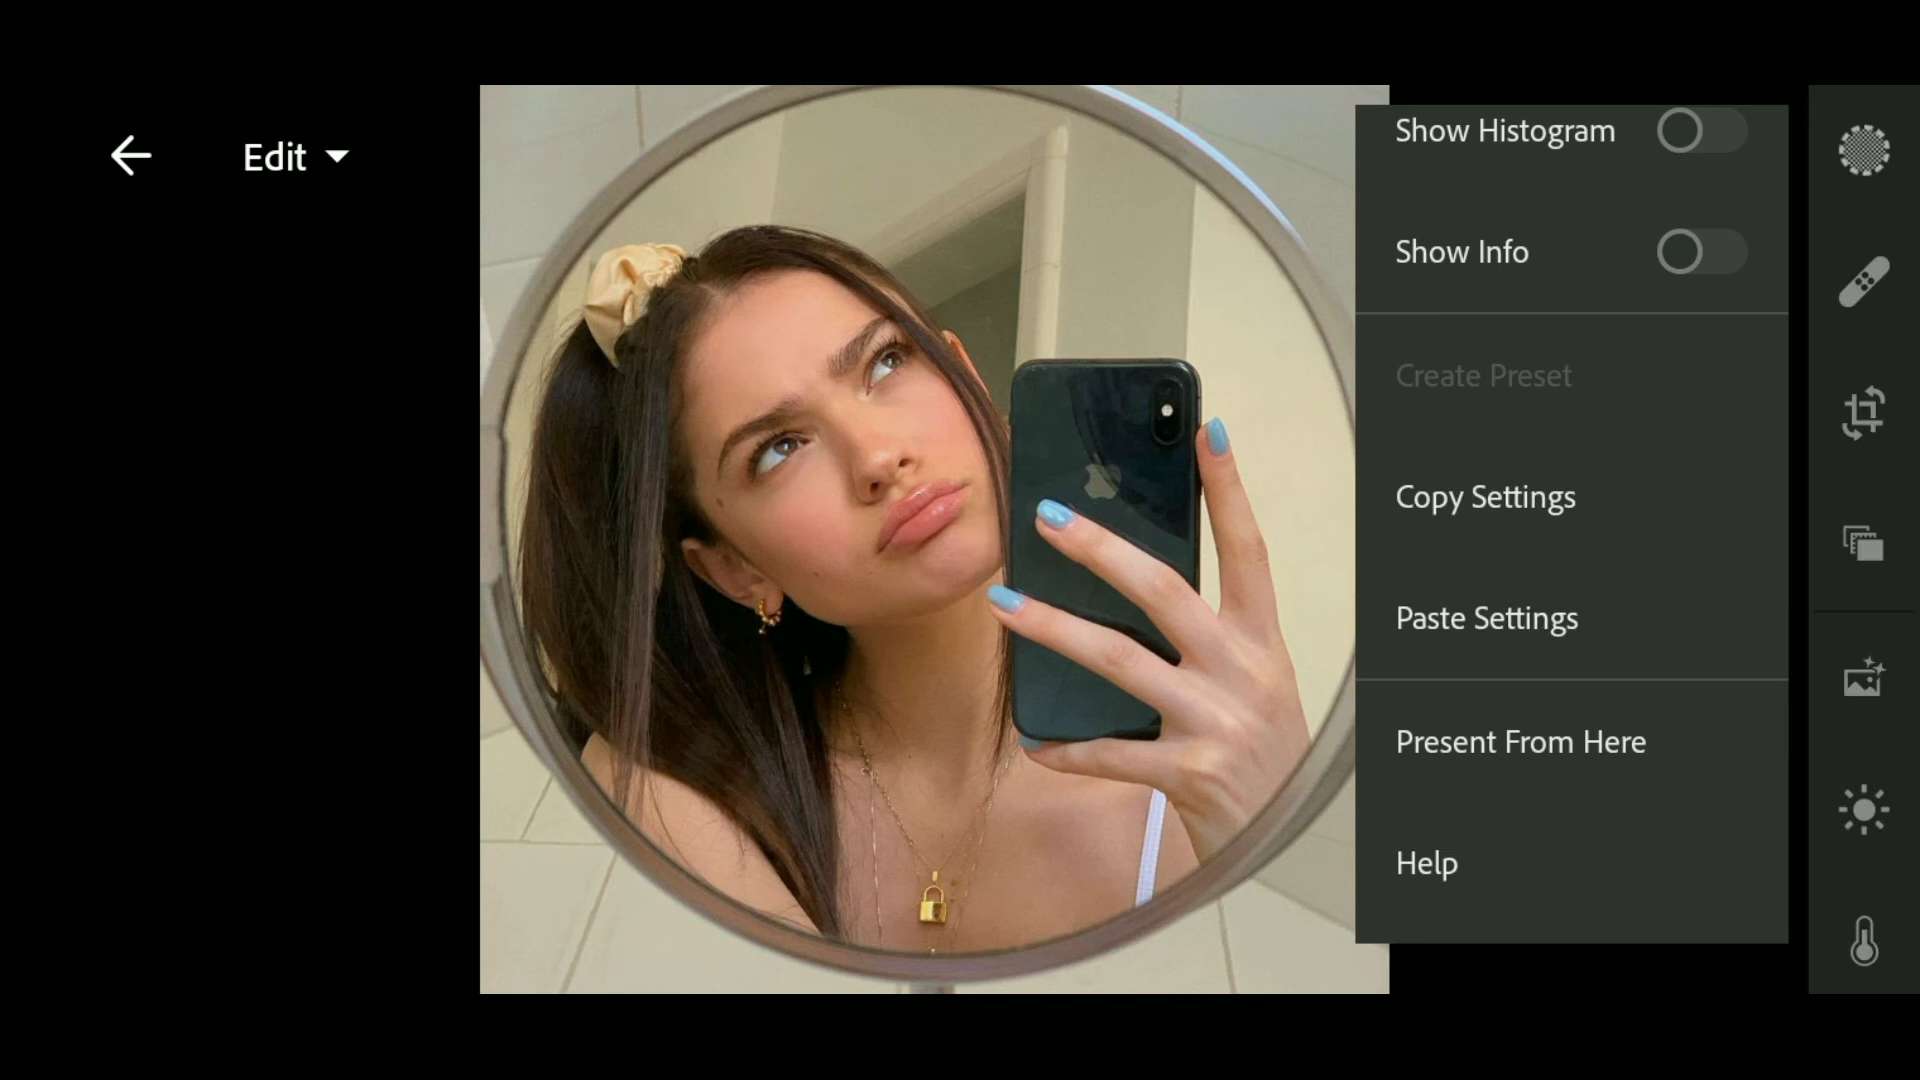 Edit
Show Histogram
Show Info
Create Preset
Copy Settings
Paste Settings
Present From Here
Help